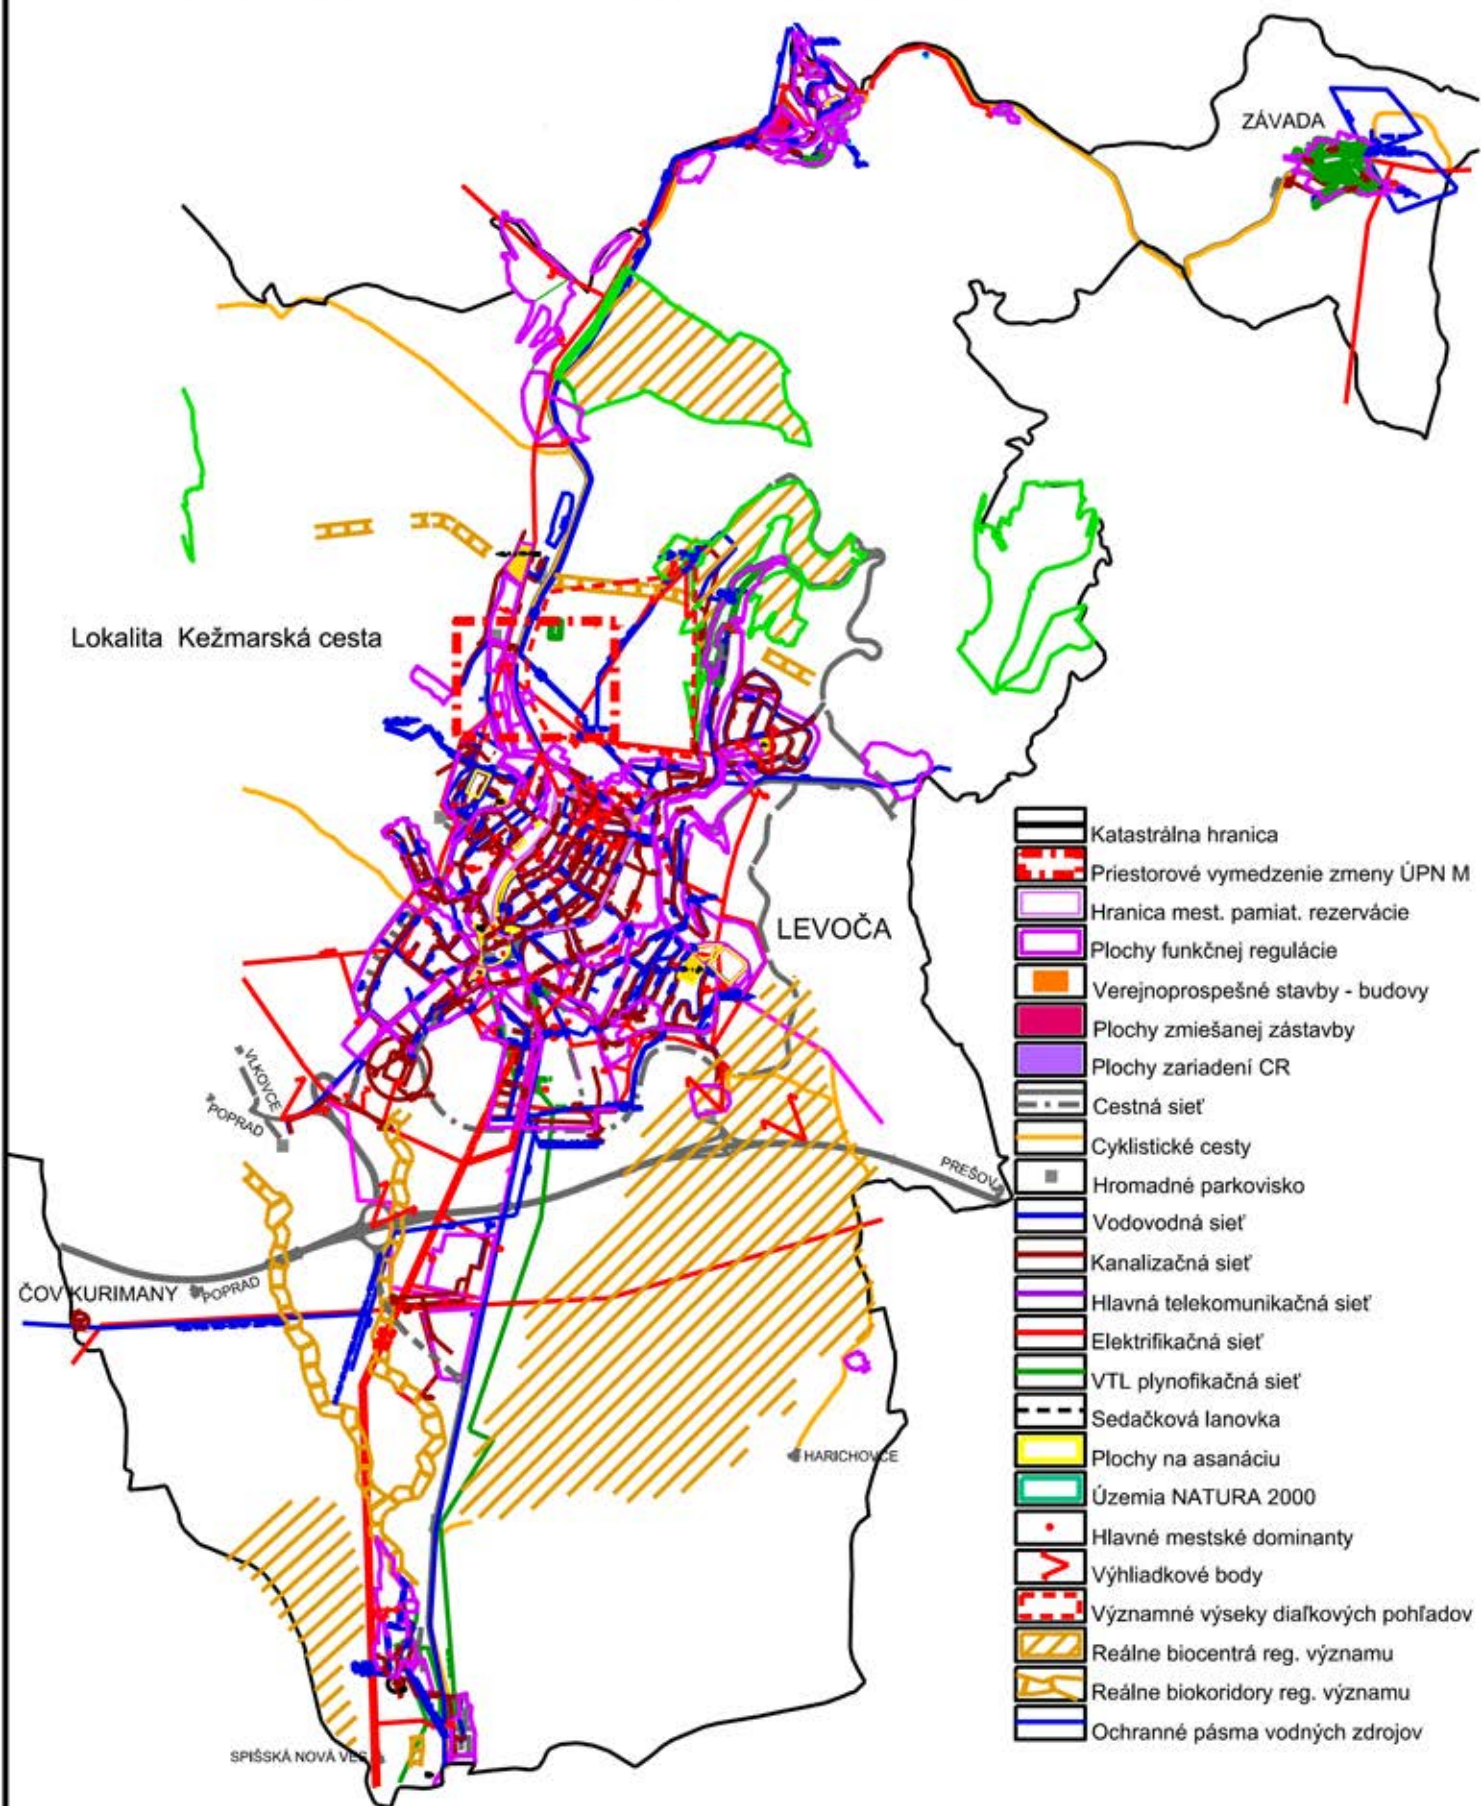 ZÁVADA
Lokalita Kežmarská cesta
LEVOČA
VLKOVCE
POPRAD
PREŠOV
ČOV KURIMANY
POPRAD
HARICHOVCE
SPIŠSKÁ NOVÁ VES
Katastrálna hranica
Priestorové vymedzenie zmeny ÚPN M
Hranica mest. pamiat. rezervácie
Plochy funkčnej regulácie
Verejnoprospešné stavby - budovy
Plochy zmiešanej zástavby
Plochy zariadení CR
Cestná sieť
Cyklistické cesty
Hromadné parkovisko
Vodovodná sieť
Kanalizačná sieť
Hlavná telekomunikačná sieť
Elektrifikačná sieť
VTL plynofikačná sieť
Sedačková lanovka
Plochy na asanáciu
Územia NATURA 2000
Hlavné mestské dominanty
Výhliadkové body
Významné výseky diaľkových pohľadov
Reálne biocentrá reg. významu
Reálne biokoridory reg. významu
Ochranné pásma vodných zdrojov